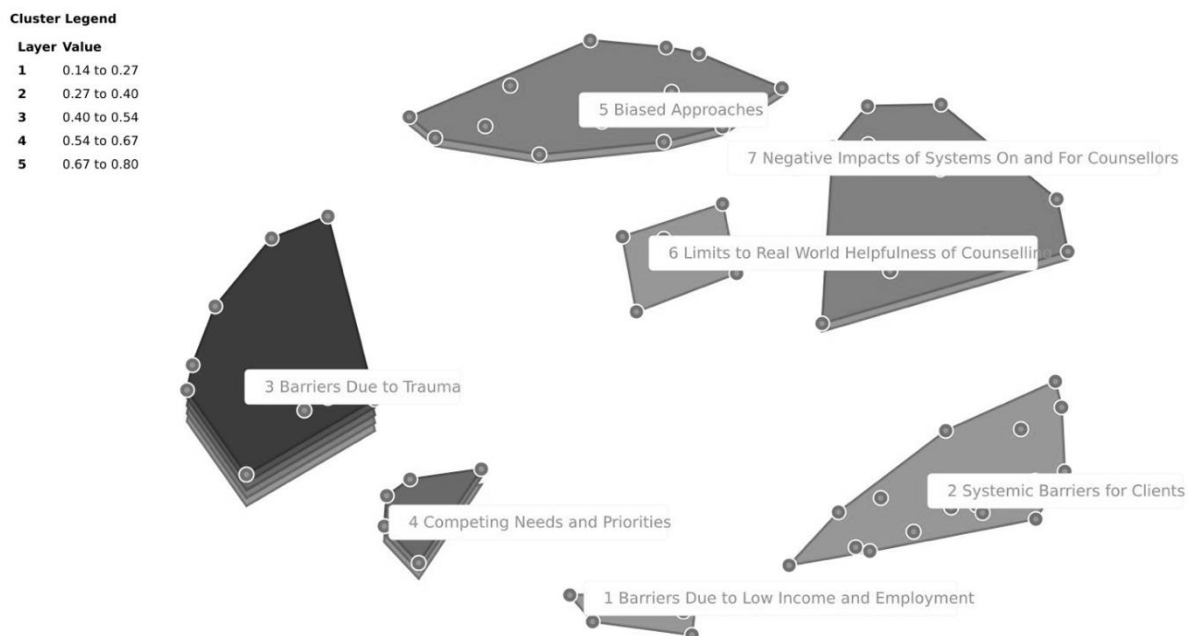 Cluster Legend
Layer Value
1 0.14 to 0.27
2 0.27 to 0.40
3 0.40 to 0.54
4 0.54 to 0.67
5 0.67 to 0.80
5 Biased Approaches
7 Negative Impacts of Systems On and For Counsellors
6 Limits to Real World Helpfulness of Counselling
3 Barriers Due to Trauma
2 Systemic Barriers for Clients
4 Competing Needs and Priorities
1 Barriers Due to Low Income and Employment